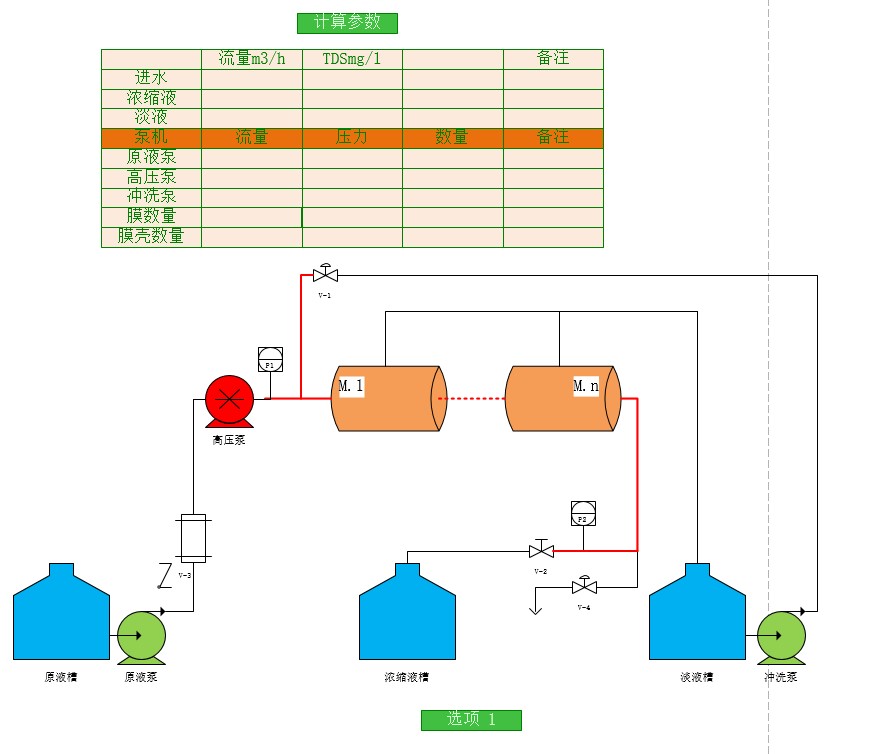 计算参数
流量m3/h TDSmg/l 备注
进水
浓缩液
淡液
泵机 流量 压力 数量 备注
原液泵
高压泵
冲洗泵
膜数量
膜壳数量
V-1
P1
M.1 M.n
高压泵
P2
V-2
V-3
V-4
原液槽 原液泵 浓缩液槽 淡液槽 冲洗泵
选项 1